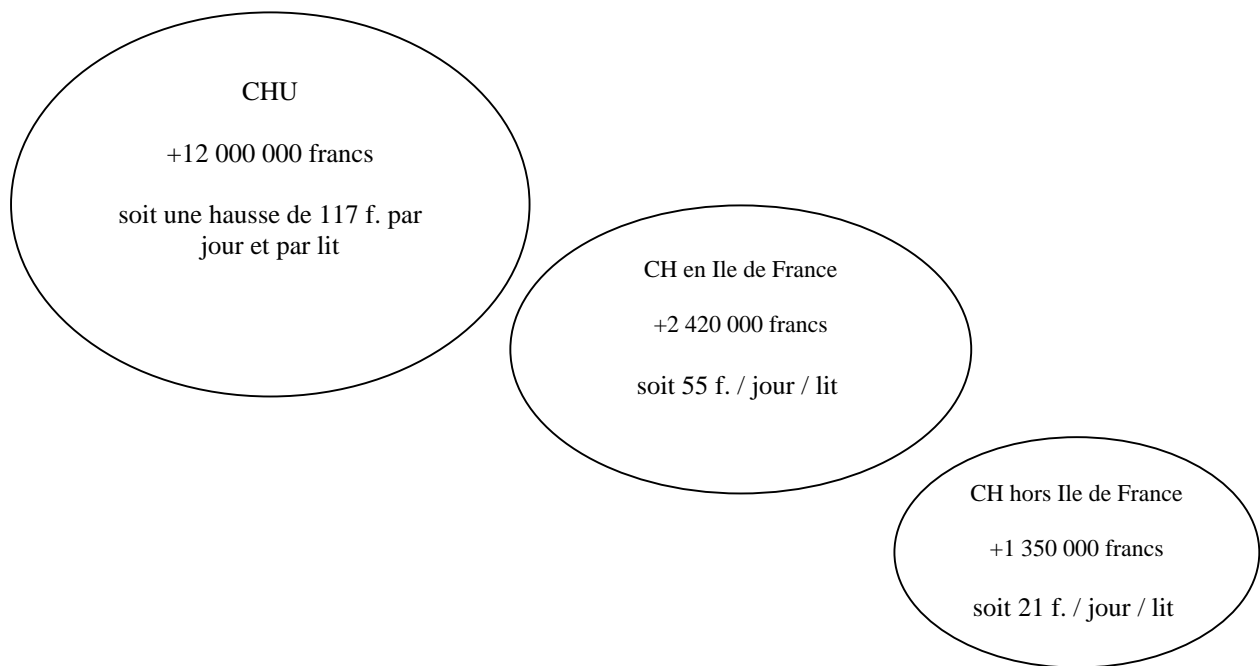 CHU
+12 000 000 francs
soit une hausse de 117 f. par
jour et par lit
CH en Ile de France
+2 420 000 francs
soit 55 f. / jour / lit
CH hors Ile de France
+1 350 000 francs
soit 21 f. / jour / lit